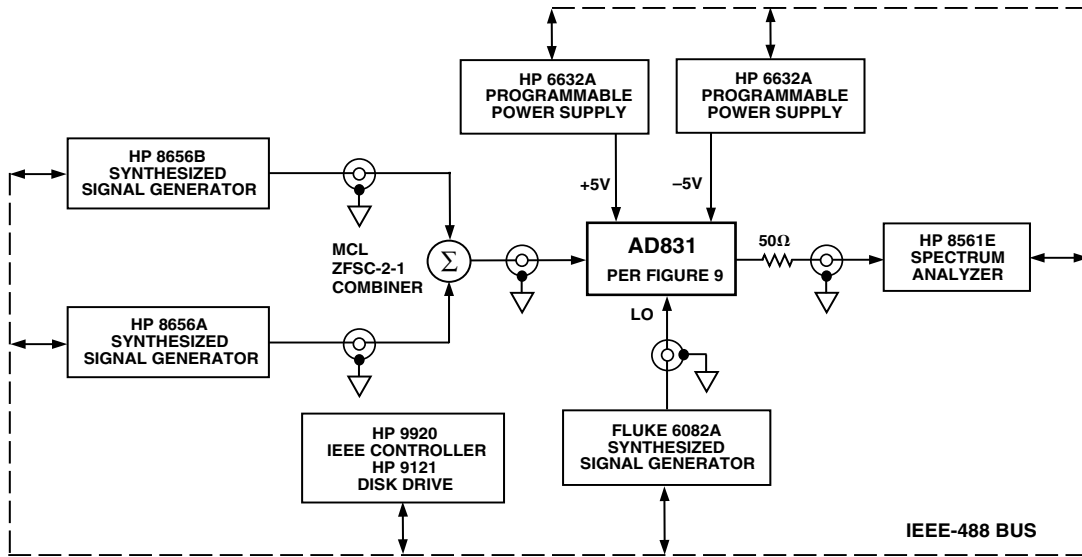 HP 6632A
PROGRAMMABLE
POWER SUPPLY
HP 6632A
PROGRAMMABLE
POWER SUPPLY
HP 8656B
SYNTHESIZED
SIGNAL GENERATOR
+5V
–5V
MCL
ZFSC-2-1
COMBINER
Σ
AD831
PER FIGURE 9
50Ω
HP 8561E
SPECTRUM
ANALYZER
HP 8656A
SYNTHESIZED
SIGNAL GENERATOR
LO
HP 9920
IEEE CONTROLLER
HP 9121
DISK DRIVE
FLUKE 6082A
SYNTHESIZED
SIGNAL GENERATOR
IEEE-488 BUS